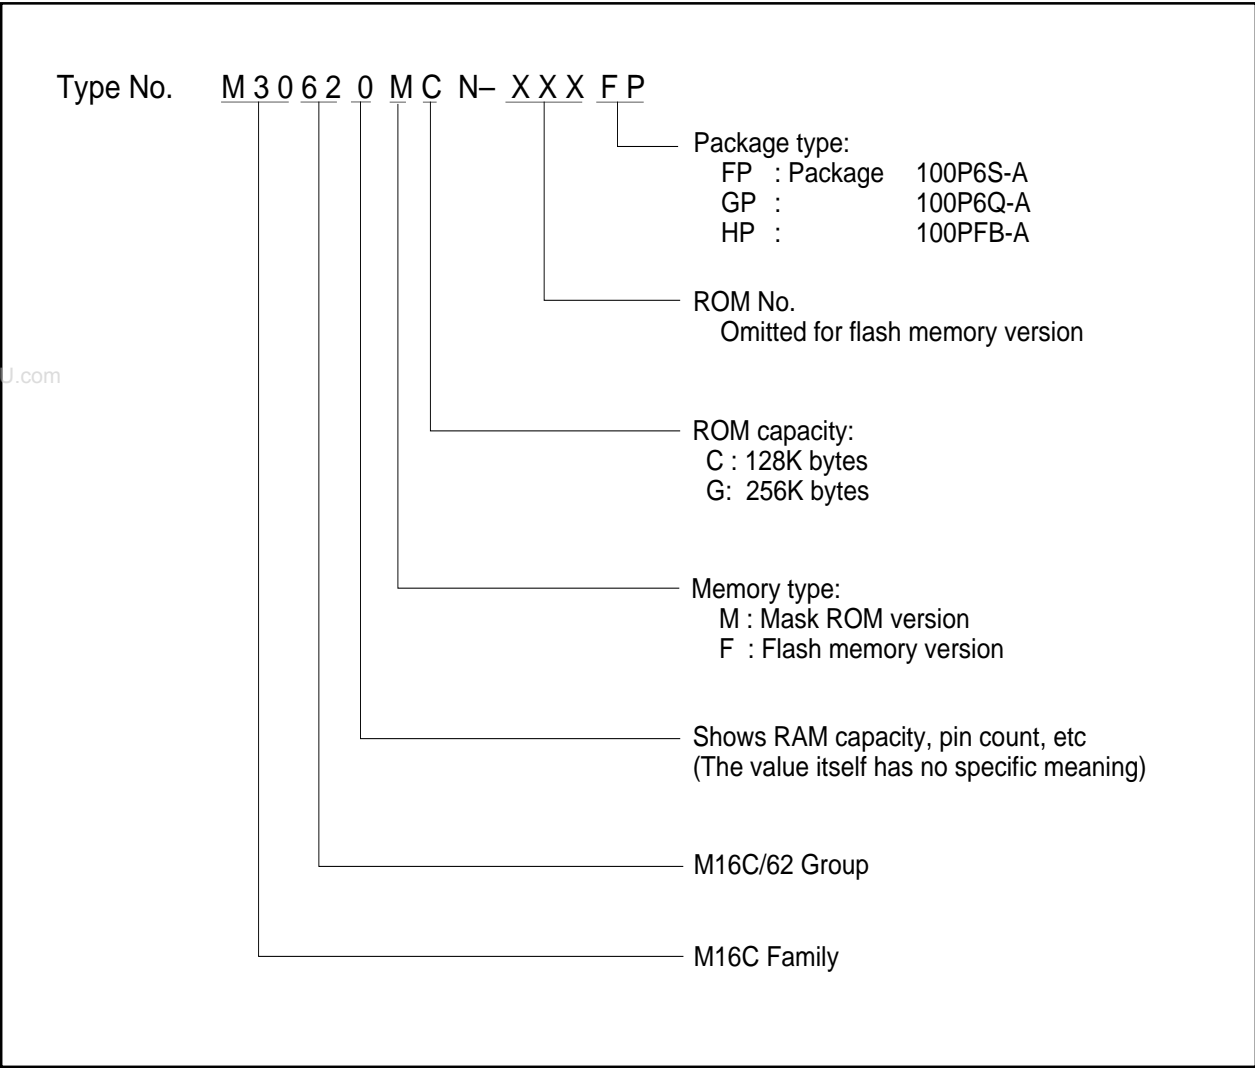 Type No. M 3 0 6 2 0 M C N– X X X F P
Package type:
FP : Package 100P6S-A
GP : 100P6Q-A
HP : 100PFB-A
ROM No.
Omitted for flash memory version
U.com
ROM capacity:
C : 128K bytes
G: 256K bytes
Memory type:
M : Mask ROM version
F : Flash memory version
Shows RAM capacity, pin count, etc
(The value itself has no specific meaning)
M16C/62 Group
M16C Family